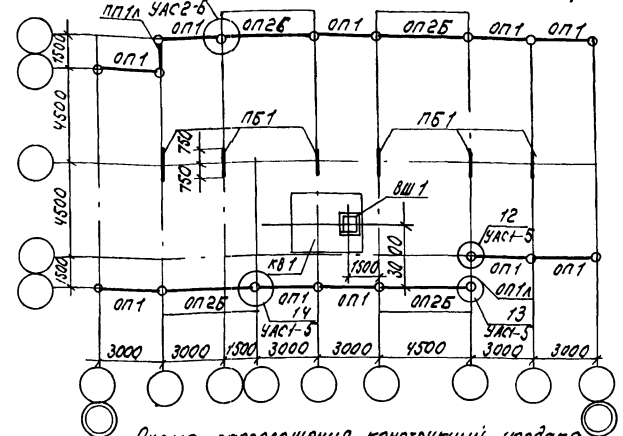 УАС2-6
ПП1Л ОП1 ОП2Б ОП1 ОП2Б ОП1 ОП1
1500
ОП1
4500
ПБ1 ПБ1
750
750
ВШ1
4500
12
УАС1-5
3000
КВ1
1500
1500
ОП1 ОП1
ОП1Л
ОП1 ОП2Б ОП1 ОП1 ОП2Б
14
УАС1-5
13
УАС1-5
3000 3000 1500 3000 3000 4500 3000 3000